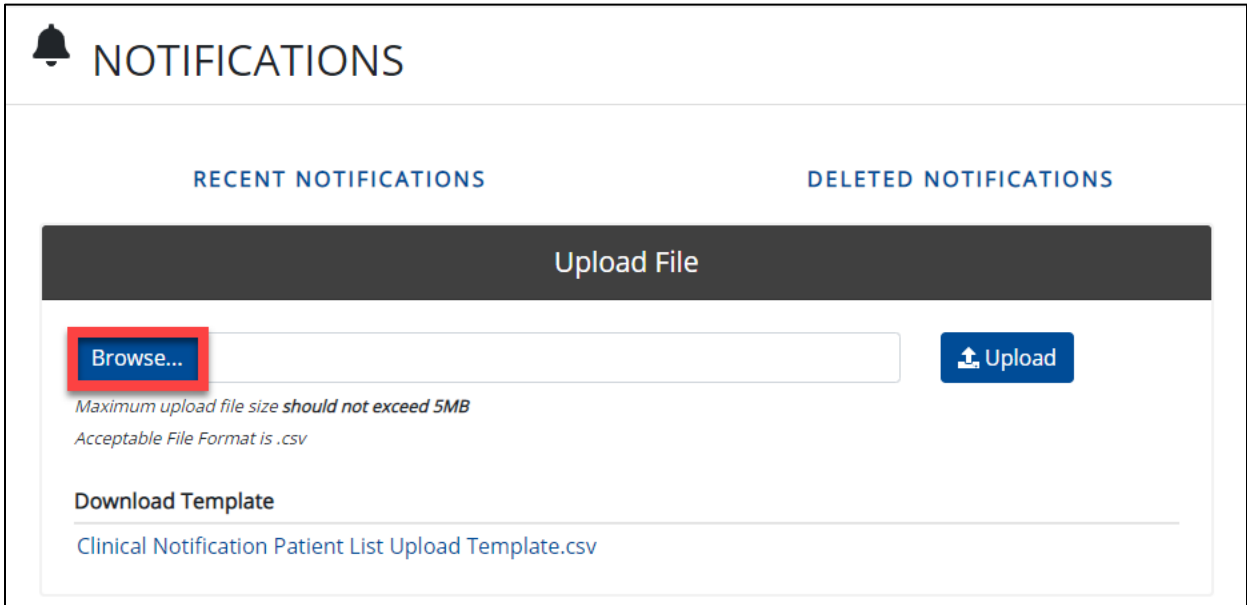 NOTIFICATIONS
RECENT NOTIFICATIONS
DELETED NOTIFICATIONS
Upload File
Browse...
Upload
Maximum upload file size should not exceed 5MB
Acceptable File Format is .csv
Download Template
Clinical Notification Patient List Upload Template.csv